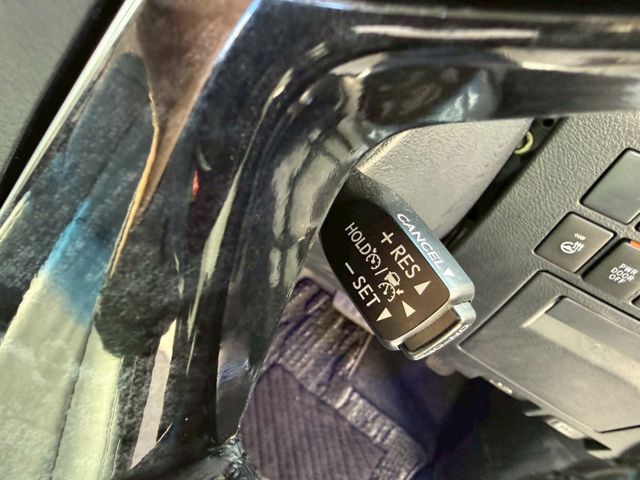 CANCEL▼
+RES▲
HOLD
–SET▼
PWR
DOOR
OFF